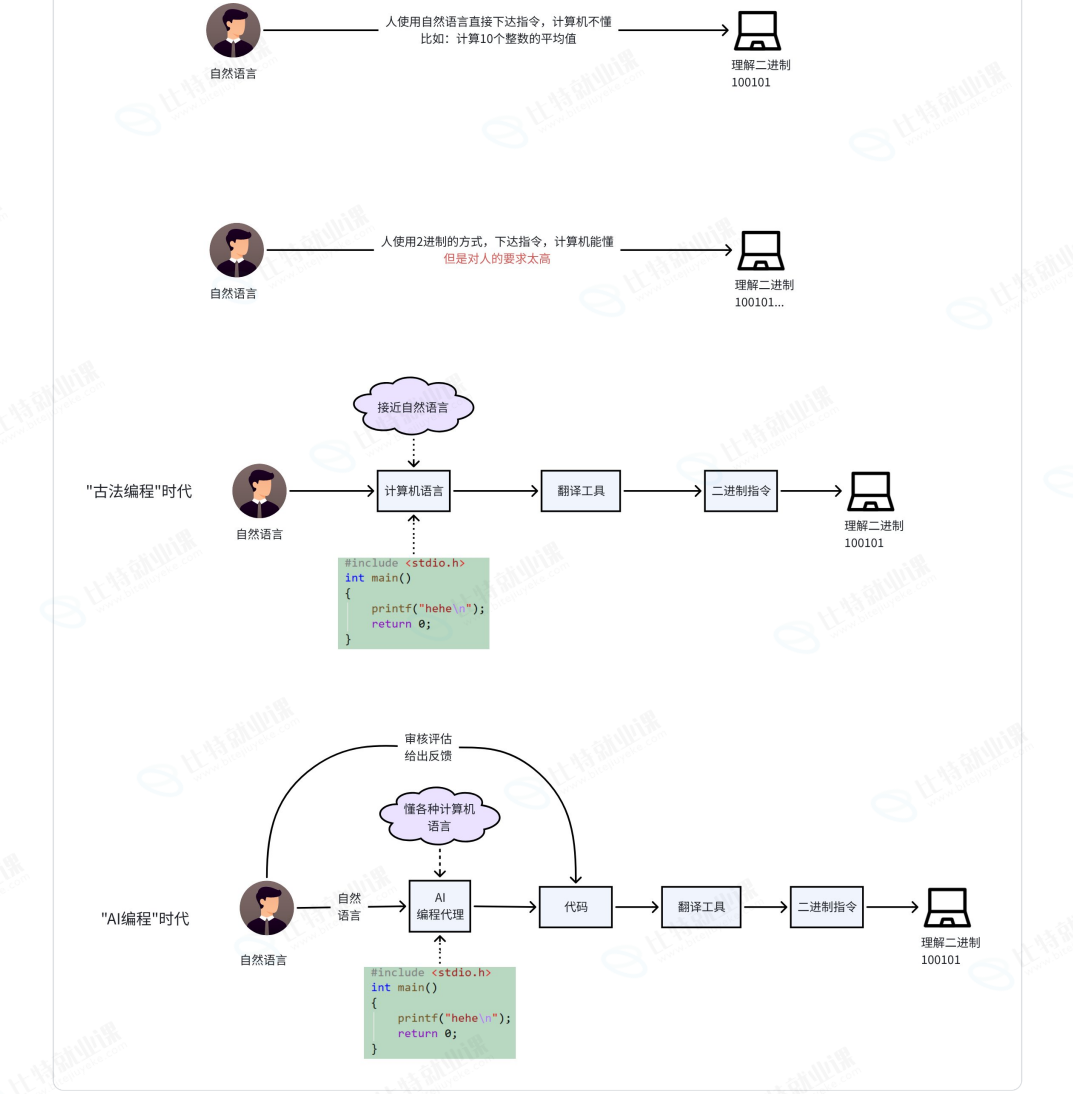 人使用自然语言直接下达指令，计算机不懂
比如：计算10个整数的平均值
自然语言
理解二进制
100101
人使用2进制的方式，下达指令，计算机能懂
但是对人的要求太高
自然语言
理解二进制
100101...
接近自然语言
"古法编程"时代
计算机语言
翻译工具
二进制指令
自然语言
理解二进制
100101
#include <stdio.h>
int main()
{
printf("hehe\n");
return 0;
}
审核评估
给出反馈
懂各种计算机
语言
"AI编程"时代
自然
语言
AI
编程代理
代码
翻译工具
二进制指令
自然语言
理解二进制
100101
#include <stdio.h>
int main()
{
printf("hehe\n");
return 0;
}
比特就业课